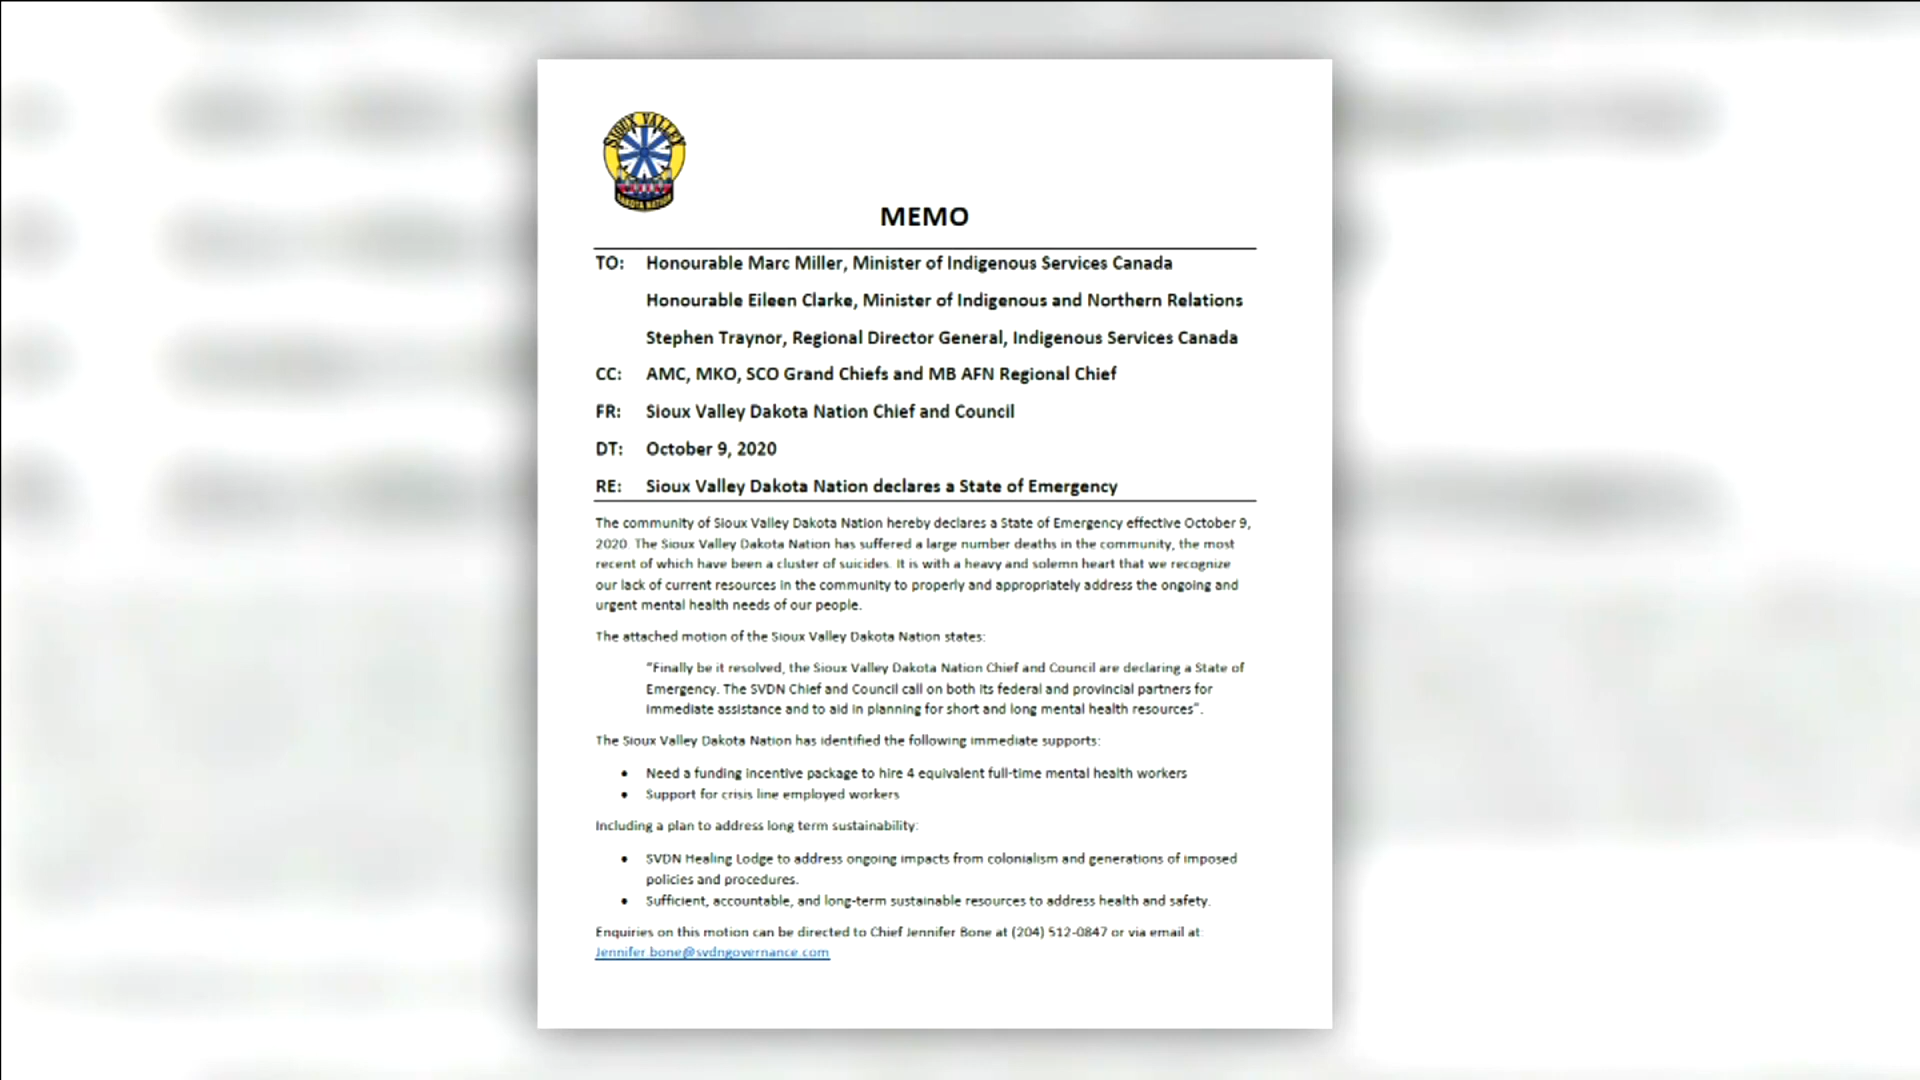 SIOUX VALLEY
DAKOTA NATION
MEMO
TO: Honourable Marc Miller, Minister of Indigenous Services Canada
Honourable Eileen Clarke, Minister of Indigenous and Northern Relations
Stephen Traynor, Regional Director General, Indigenous Services Canada
CC: AMC, MKO, SCO Grand Chiefs and MB AFN Regional Chief
FR: Sioux Valley Dakota Nation Chief and Council
DT: October 9, 2020
RE: Sioux Valley Dakota Nation declares a State of Emergency
The community of Sioux Valley Dakota Nation hereby declares a State of Emergency effective October 9,
2020 The Sioux Valley Dakota Nation has suffered a large number deaths in the community, the most
recent of which have been a cluster of suicides. It is with a heavy and solemn heart that we recognize
our lack of current resources in the community to properly and appropriately address the ongoing and
urgent mental health needs of our people.
The attached motion of the Sioux Valley Dakota Nation states:
“Finally be it resolved, the Sioux Valley Dakota Nation Chief and Council are declaring a State of
Emergency. The SVDN Chief and Council call on both its federal and provincial partners for
immediate assistance and to aid in planning for short and long mental health resources”.
The Sioux Valley Dakota Nation has identified the following immediate supports:
• Need a funding incentive package to hire 4 equivalent full-time mental health workers
• Support for crisis line employed workers
Including a plan to address long term sustainability:
• SVDN Healing Lodge to address ongoing impacts from colonialism and generations of imposed
policies and procedures.
• Sufficient, accountable, and long-term sustainable resources to address health and safety.
Enquiries on this motion can be directed to Chief Jennifer Bone at (204) 512-0847 or via email at:
Jennifer.bone@svdngovernance.com